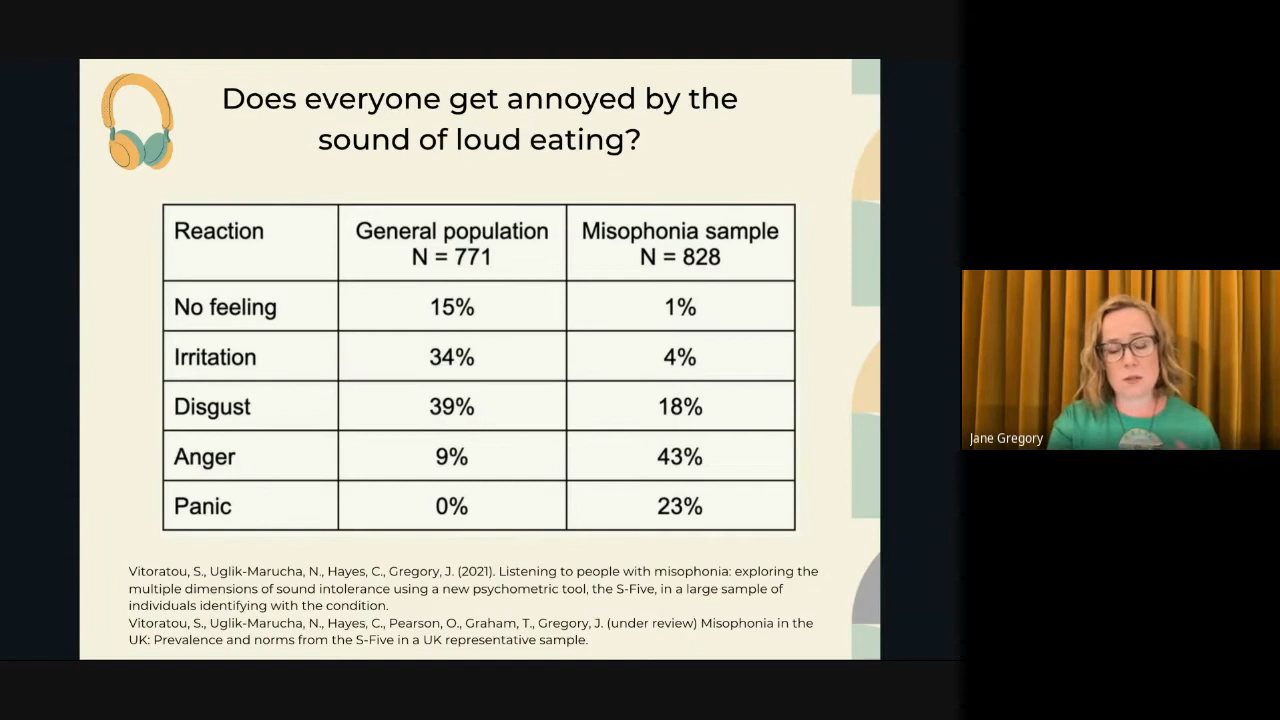 Does everyone get annoyed by the
sound of loud eating?
Reaction General population Misophonia sample
N = 771 N = 828
No feeling 15% 1%
Irritation 34% 4%
Disgust 39% 18%
Anger 9% 43%
Panic 0% 23%
Vitoratou, S., Uglik-Marucha, N., Hayes, C., Gregory, J. (2021). Listening to people with misophonia: exploring the
multiple dimensions of sound intolerance using a new psychometric tool, the S-Five, in a large sample of
individuals identifying with the condition.
Vitoratou, S., Uglik-Marucha, N., Hayes, C., Pearson, O., Graham, T., Gregory, J. (under review) Misophonia in the
UK: Prevalence and norms from the S-Five in a UK representative sample.
Jane Gregory